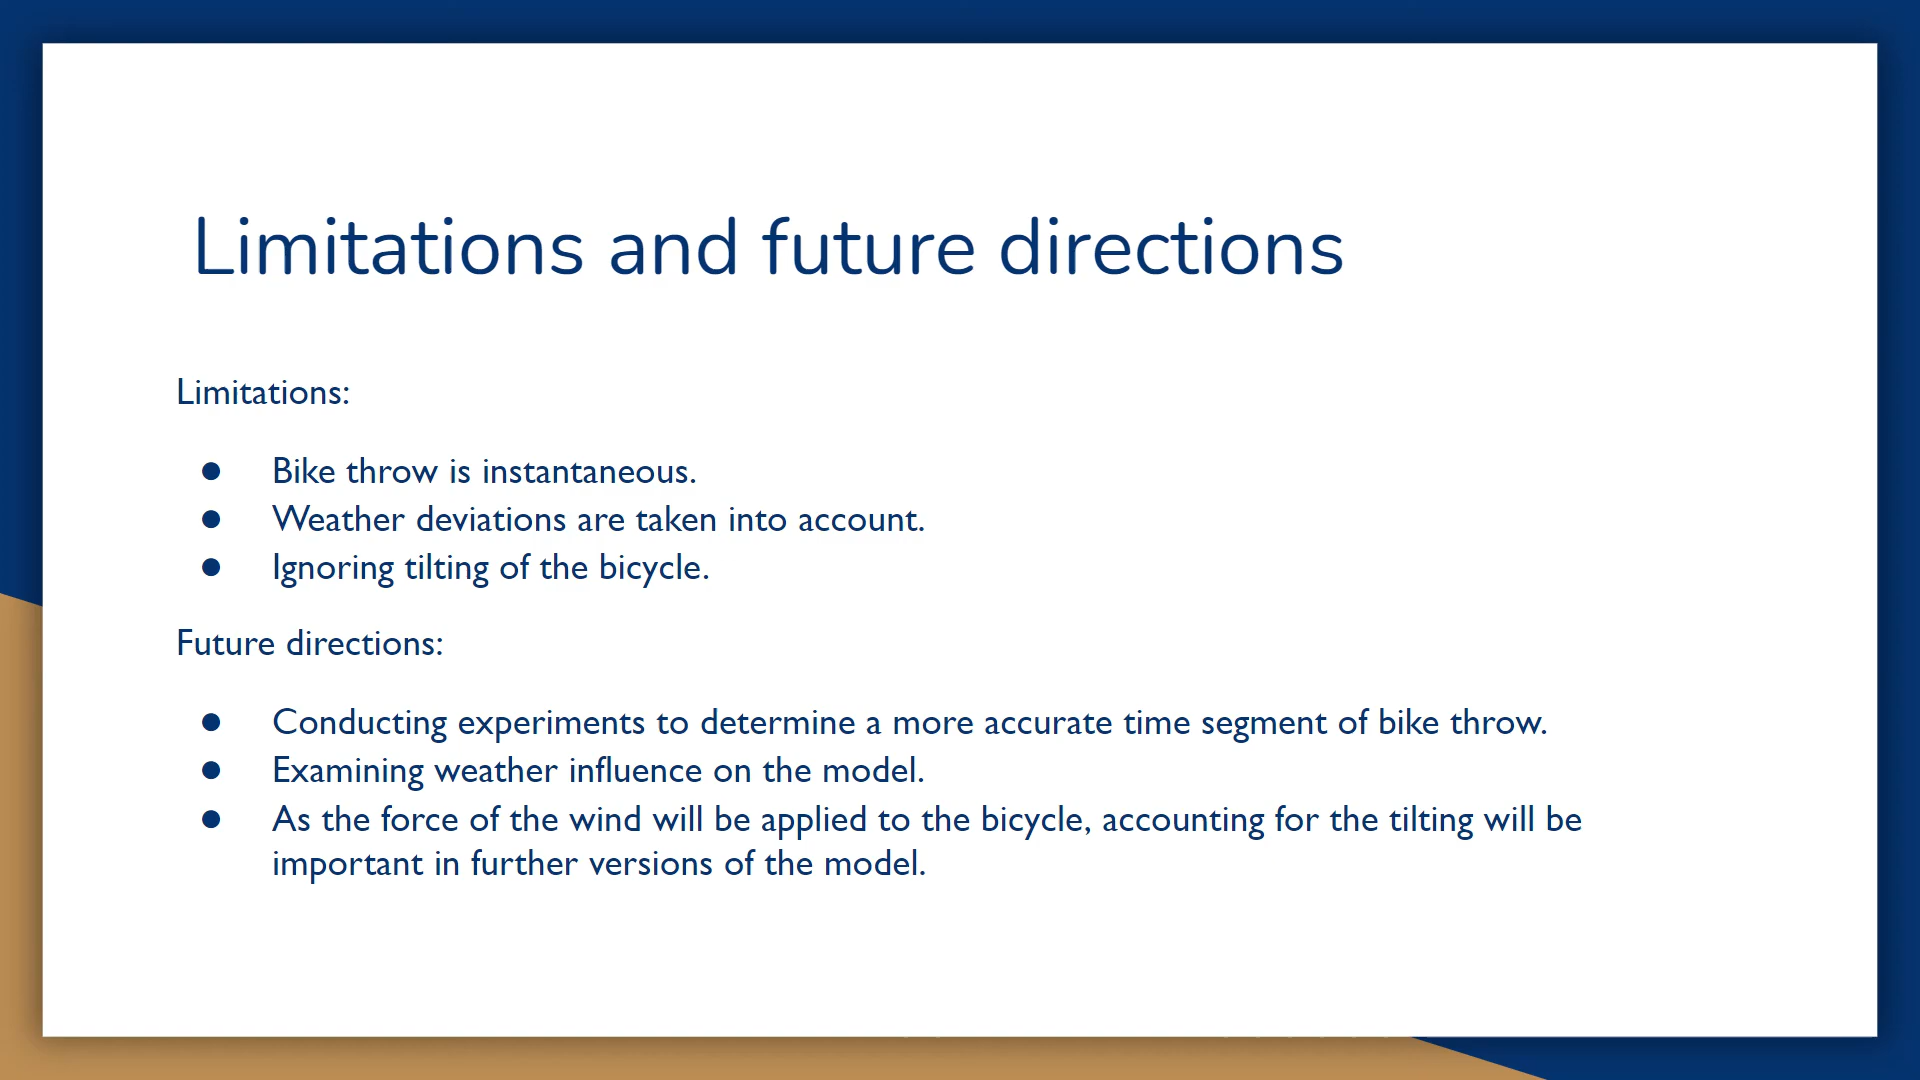 Limitations and future directions
Limitations:
● Bike throw is instantaneous.
● Weather deviations are taken into account.
● Ignoring tilting of the bicycle.
Future directions:
● Conducting experiments to determine a more accurate time segment of bike throw.
● Examining weather influence on the model.
● As the force of the wind will be applied to the bicycle, accounting for the tilting will be
important in further versions of the model.